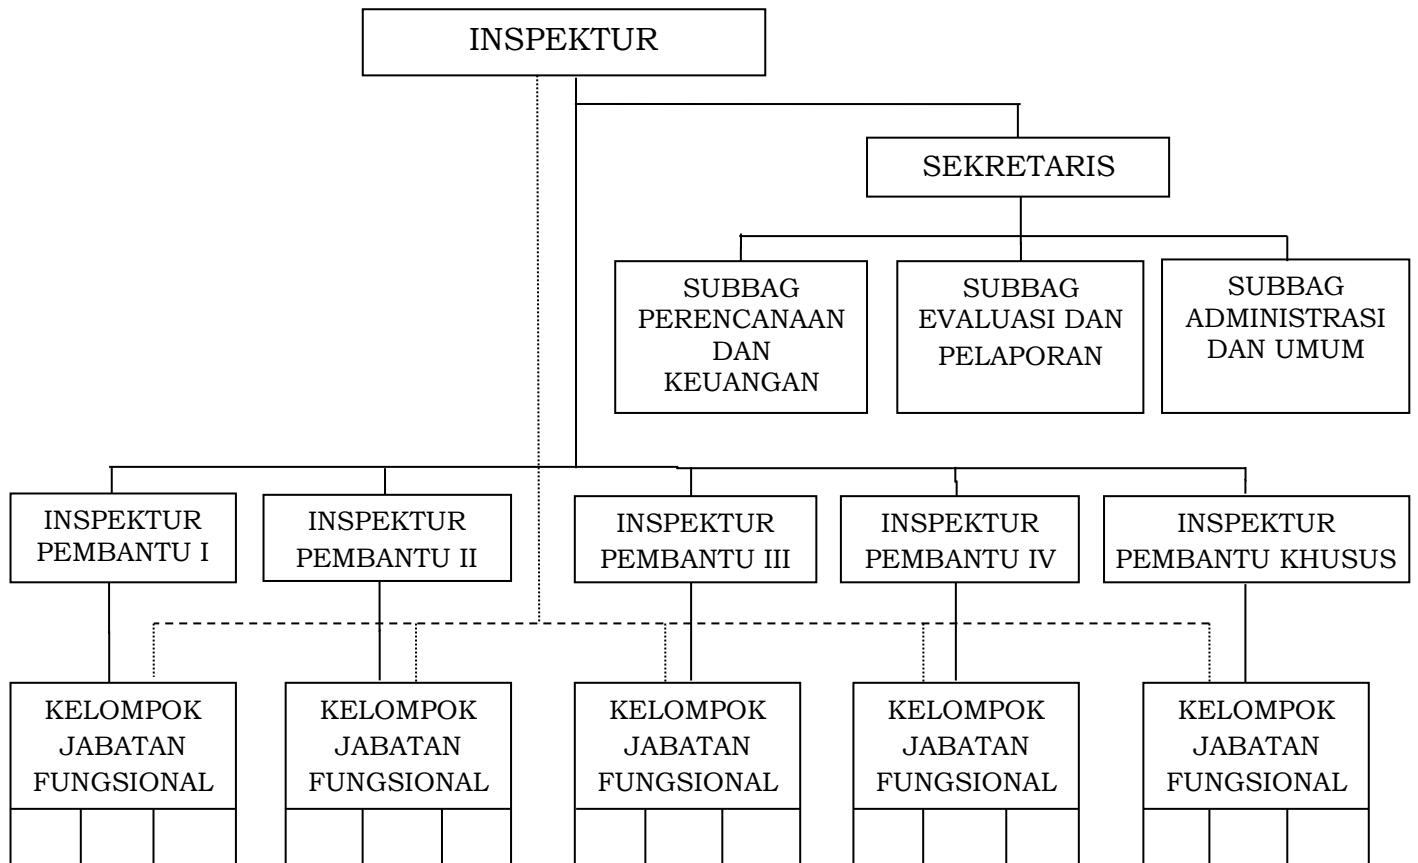 INSPEKTUR
SEKRETARIS
SUBBAG
PERENCANAAN
DAN
KEUANGAN
SUBBAG
EVALUASI DAN
PELAPORAN
SUBBAG
ADMINISTRASI
DAN UMUM
INSPEKTUR
PEMBANTU I
INSPEKTUR
PEMBANTU II
INSPEKTUR
PEMBANTU III
INSPEKTUR
PEMBANTU IV
INSPEKTUR
PEMBANTU KHUSUS
KELOMPOK
JABATAN
FUNGSIONAL
KELOMPOK
JABATAN
FUNGSIONAL
KELOMPOK
JABATAN
FUNGSIONAL
KELOMPOK
JABATAN
FUNGSIONAL
KELOMPOK
JABATAN
FUNGSIONAL